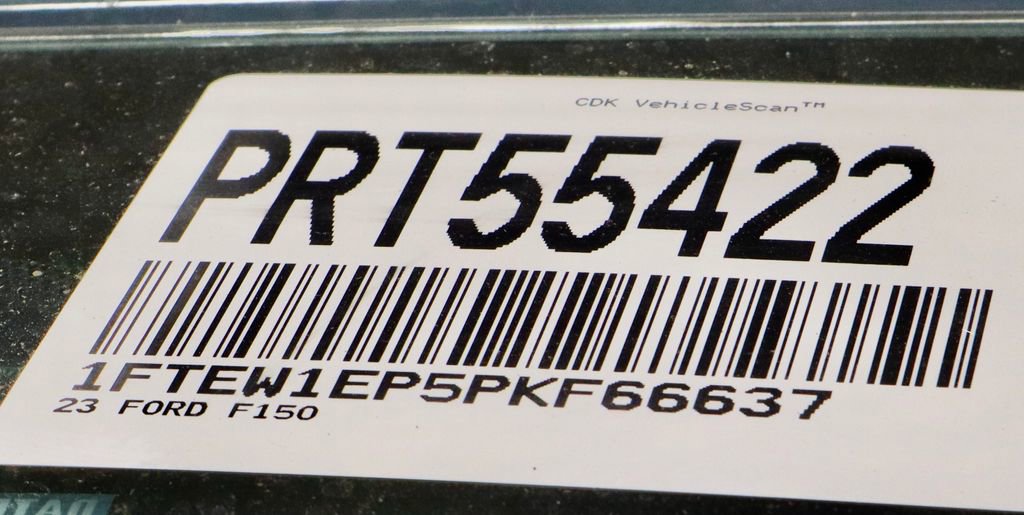 CDK VehicleScan™
PRT55422
1FTEW1EP5PKF66637
23 FORD F150